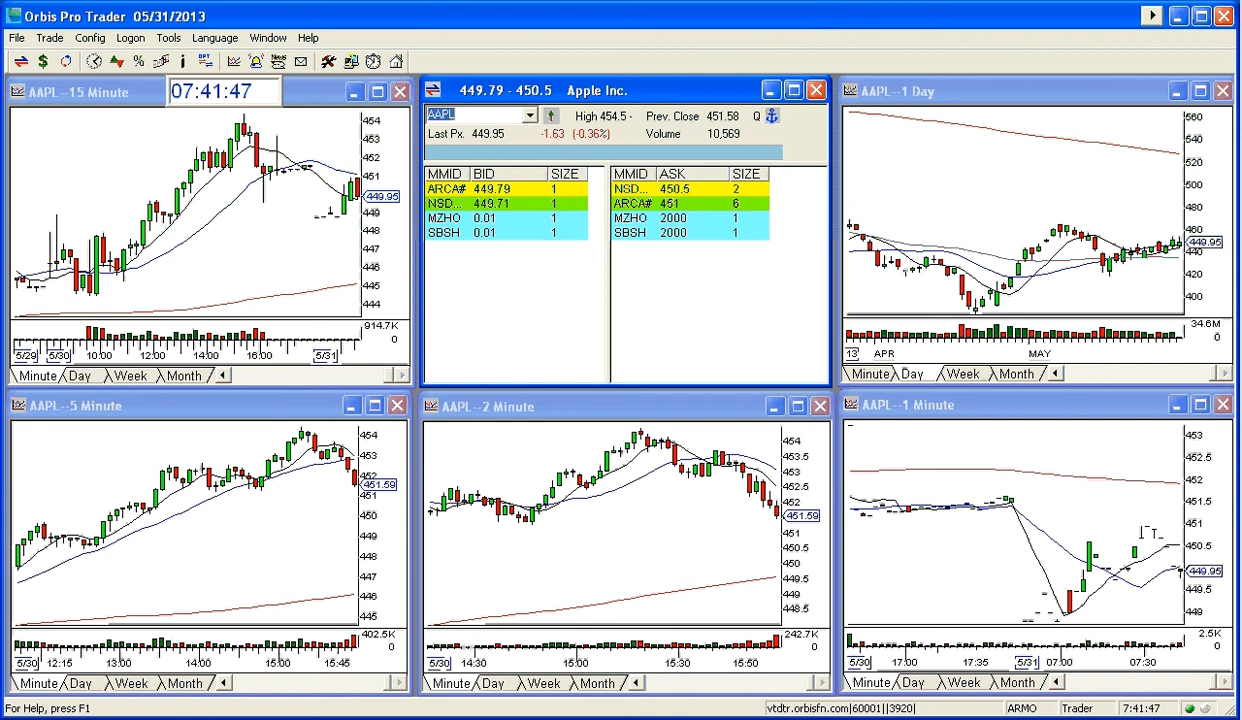 Orbis Pro Trader 05/31/2013
File Trade Config Logon Tools Language Window Help
AAPL--15 Minute
07:41:47
454
453
452
451
449.95
449
448
447
446
445
444
914.7K
0
5/29 5/30 10:00 12:00 14:00 16:00 5/31
Minute Day Week Month
449.79 - 450.5 Apple Inc.
AAPL High 454.5 - Prev. Close 451.58 Q
Last Px. 449.95 -1.63 (-0.36%) Volume 10,569
MMID BID SIZE MMID ASK SIZE
ARCA# 449.79 1 NSD... 450.5 2
NSD... 449.71 1 ARCA# 451 6
MZHO 0.01 1 MZHO 2000 1
SBSH 0.01 1 SBSH 2000 1
AAPL--1 Day
560
540
520
500
480
460
449.95
440
420
400
34.6M
0
13' APR MAY
Minute Day Week Month
AAPL--5 Minute
454
453
452
451.59
451
450
449
448
447
446
445
402.5K
0
5/30 12:15 13:00 14:00 15:00 15:45
Minute Day Week Month
AAPL--2 Minute
454
453.5
453
452.5
452
451.59
451
450.5
450
449.5
449
448.5
242.7K
0
5/30 14:30 15:00 15:30 15:50
Minute Day Week Month
AAPL--1 Minute
453
452.5
452
451.5
451
450.5
449.95
449.5
449
2.5K
0
5/30 17:00 17:35 5/31 07:00 07:30
Minute Day Week Month
For Help, press F1
vtdtr.orbisfn.com|60001||3920| ARMO Trader 7:41:47